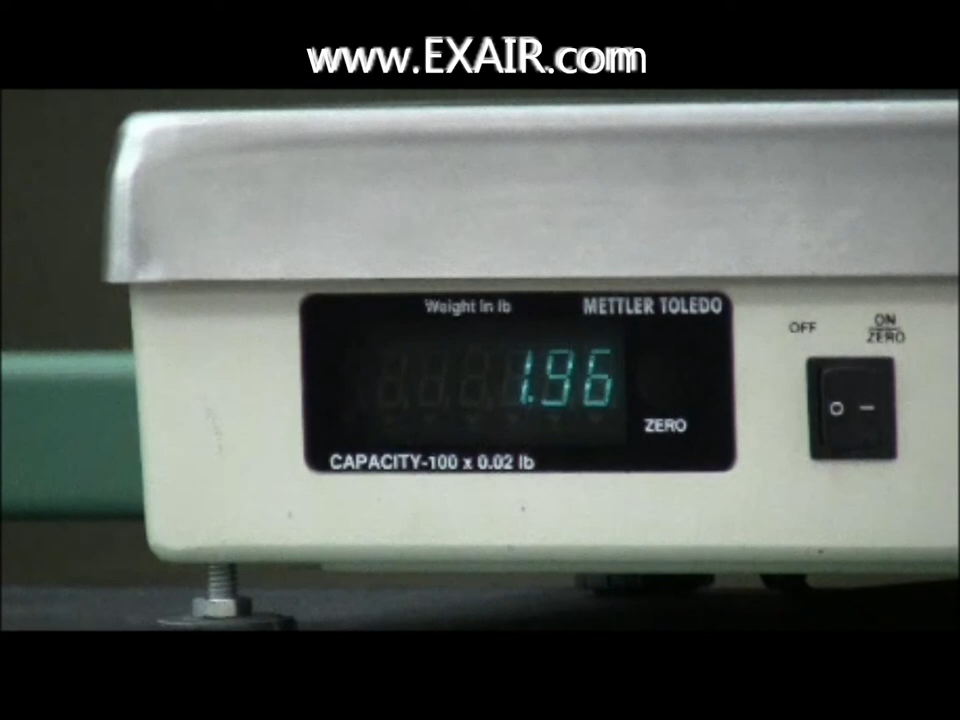 www.EXAIR.com
Weight in lb METTLER TOLEDO
1.96
ZERO
CAPACITY-100 x 0.02 lb
OFF ON
ZERO
O I